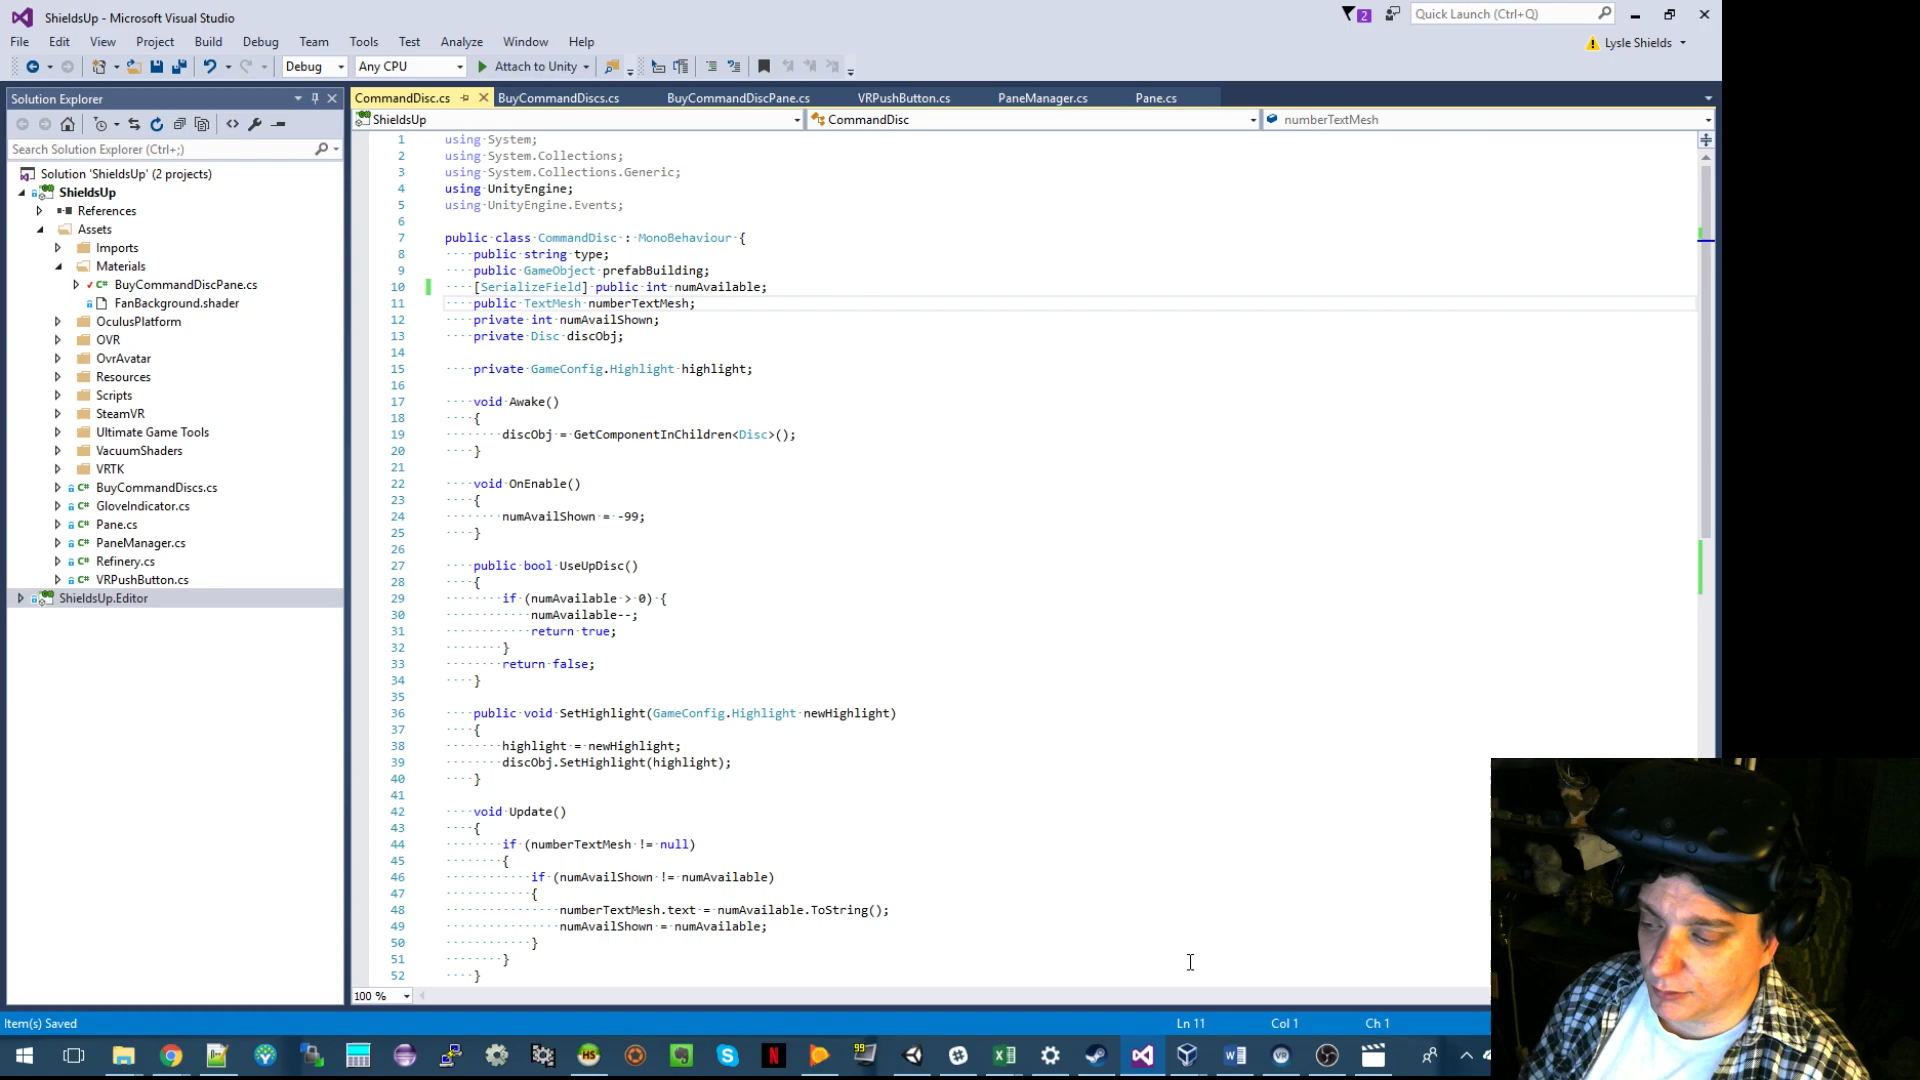 ShieldsUp - Microsoft Visual Studio
2
Quick Launch (Ctrl+Q)
File Edit View Project Build Debug Team Tools Test Analyze Window Help
Lysle Shields
Debug Any CPU Attach to Unity
Solution Explorer
CommandDisc.cs BuyCommandDiscs.cs BuyCommandDiscPane.cs VRPushButton.cs PaneManager.cs Pane.cs
ShieldsUp CommandDisc numberTextMesh
Search Solution Explorer (Ctrl+;)
Solution 'ShieldsUp' (2 projects)
ShieldsUp
References
Assets
Imports
Materials
BuyCommandDiscPane.cs
FanBackground.shader
OculusPlatform
OVR
OvrAvatar
Resources
Scripts
SteamVR
Ultimate Game Tools
VacuumShaders
VRTK
BuyCommandDiscs.cs
GloveIndicator.cs
Pane.cs
PaneManager.cs
Refinery.cs
VRPushButton.cs
ShieldsUp.Editor
1 using System;
2 using System.Collections;
3 using System.Collections.Generic;
4 using UnityEngine;
5 using UnityEngine.Events;
6
7 public class CommandDisc : MonoBehaviour {
8 public string type;
9 public GameObject prefabBuilding;
10 [SerializeField] public int numAvailable;
11 public TextMesh numberTextMesh;
12 private int numAvailShown;
13 private Disc discObj;
14
15 private GameConfig.Highlight highlight;
16
17 void Awake()
18 {
19 discObj = GetComponentInChildren<Disc>();
20 }
21
22 void OnEnable()
23 {
24 numAvailShown = -99;
25 }
26
27 public bool UseUpDisc()
28 {
29 if (numAvailable > 0) {
30 numAvailable--;
31 return true;
32 }
33 return false;
34 }
35
36 public void SetHighlight(GameConfig.Highlight newHighlight)
37 {
38 highlight = newHighlight;
39 discObj.SetHighlight(highlight);
40 }
41
42 void Update()
43 {
44 if (numberTextMesh != null)
45 {
46 if (numAvailShown != numAvailable)
47 {
48 numberTextMesh.text = numAvailable.ToString();
49 numAvailShown = numAvailable;
50 }
51 }
52 }
100 %
Item(s) Saved Ln 11 Col 1 Ch 1
HS N 99 VR